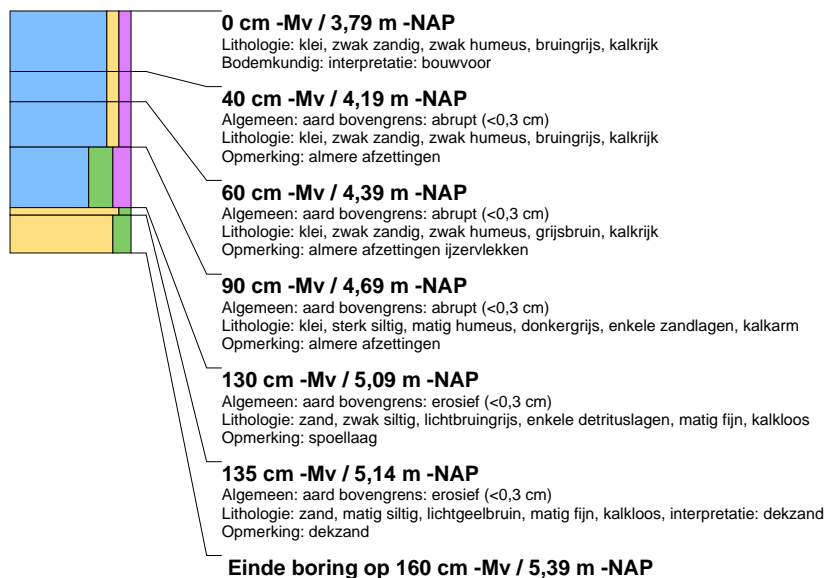 0 cm -Mv / 3,79 m -NAP
Lithologie: klei, zwak zandig, zwak humeus, bruingrijs, kalkrijk
Bodemkundig: interpretatie: bouwvoor
40 cm -Mv / 4,19 m -NAP
Algemeen: aard bovengrens: abrupt (<0,3 cm)
Lithologie: klei, zwak zandig, zwak humeus, bruingrijs, kalkrijk
Opmerking: almere afzettingen
60 cm -Mv / 4,39 m -NAP
Algemeen: aard bovengrens: abrupt (<0,3 cm)
Lithologie: klei, zwak zandig, zwak humeus, grijsbruin, kalkrijk
Opmerking: almere afzettingen ijzervlekken
90 cm -Mv / 4,69 m -NAP
Algemeen: aard bovengrens: abrupt (<0,3 cm)
Lithologie: klei, sterk siltig, matig humeus, donkergrijs, enkele zandlagen, kalkarm
Opmerking: almere afzettingen
130 cm -Mv / 5,09 m -NAP
Algemeen: aard bovengrens: erosief (<0,3 cm)
Lithologie: zand, zwak siltig, lichtbruingrijs, enkele detrituslagen, matig fijn, kalkloos
Opmerking: spoellaag
135 cm -Mv / 5,14 m -NAP
Algemeen: aard bovengrens: erosief (<0,3 cm)
Lithologie: zand, matig siltig, lichtgeelbruin, matig fijn, kalkloos, interpretatie: dekzand
Opmerking: dekzand
Einde boring op 160 cm -Mv / 5,39 m -NAP